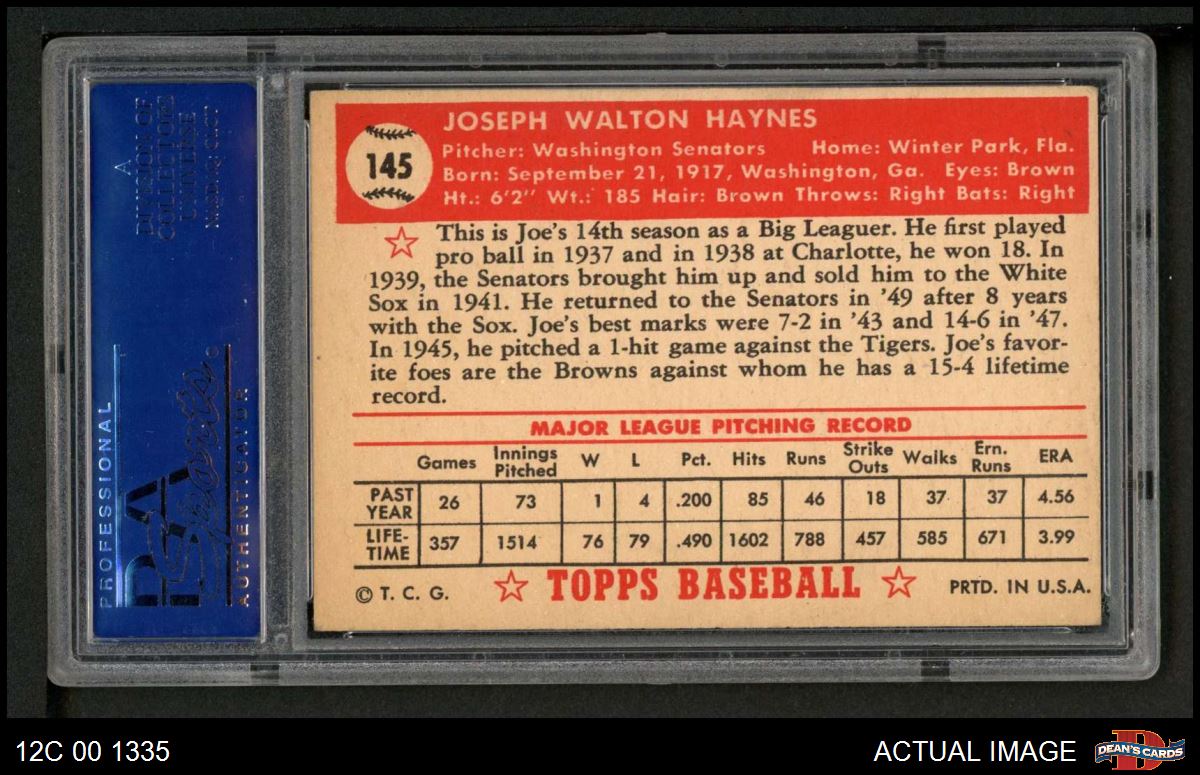 A
DIVISION OF
COLLECTORS
UNIVERSE
NASDAQ: CLCT
PROFESSIONAL
PSA
Sports
AUTHENTICATOR
145
JOSEPH WALTON HAYNES
Pitcher: Washington Senators Home: Winter Park, Fla.
Born: September 21, 1917, Washington, Ga. Eyes: Brown
Ht.: 6'2" Wt.: 185 Hair: Brown Throws: Right Bats: Right
This is Joe's 14th season as a Big Leaguer. He first played
pro ball in 1937 and in 1938 at Charlotte, he won 18. In
1939, the Senators brought him up and sold him to the White
Sox in 1941. He returned to the Senators in '49 after 8 years
with the Sox. Joe's best marks were 7-2 in '43 and 14-6 in '47.
In 1945, he pitched a 1-hit game against the Tigers. Joe's favor-
ite foes are the Browns against whom he has a 15-4 lifetime
record.
MAJOR LEAGUE PITCHING RECORD
Games Innings Pitched W L Pct. Hits Runs Strike Outs Walks Ern. Runs ERA
PAST YEAR 26 73 1 4 .200 85 46 18 37 37 4.56
LIFE-TIME 357 1514 76 79 .490 1602 788 457 585 671 3.99
© T. C. G. TOPPS BASEBALL PRTD. IN U.S.A.
12C 00 1335
ACTUAL IMAGE
D
DEAN'S CARDS